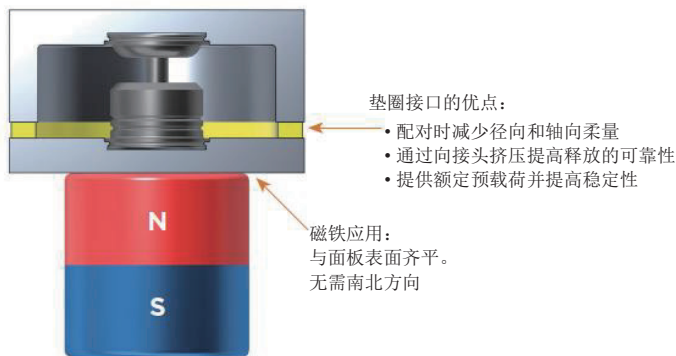 垫圈接口的优点：
• 配对时减少径向和轴向柔量
• 通过向接头挤压提高释放的可靠性
• 提供额定预载荷并提高稳定性
磁铁应用：
与面板表面齐平。
无需南北方向
N
S